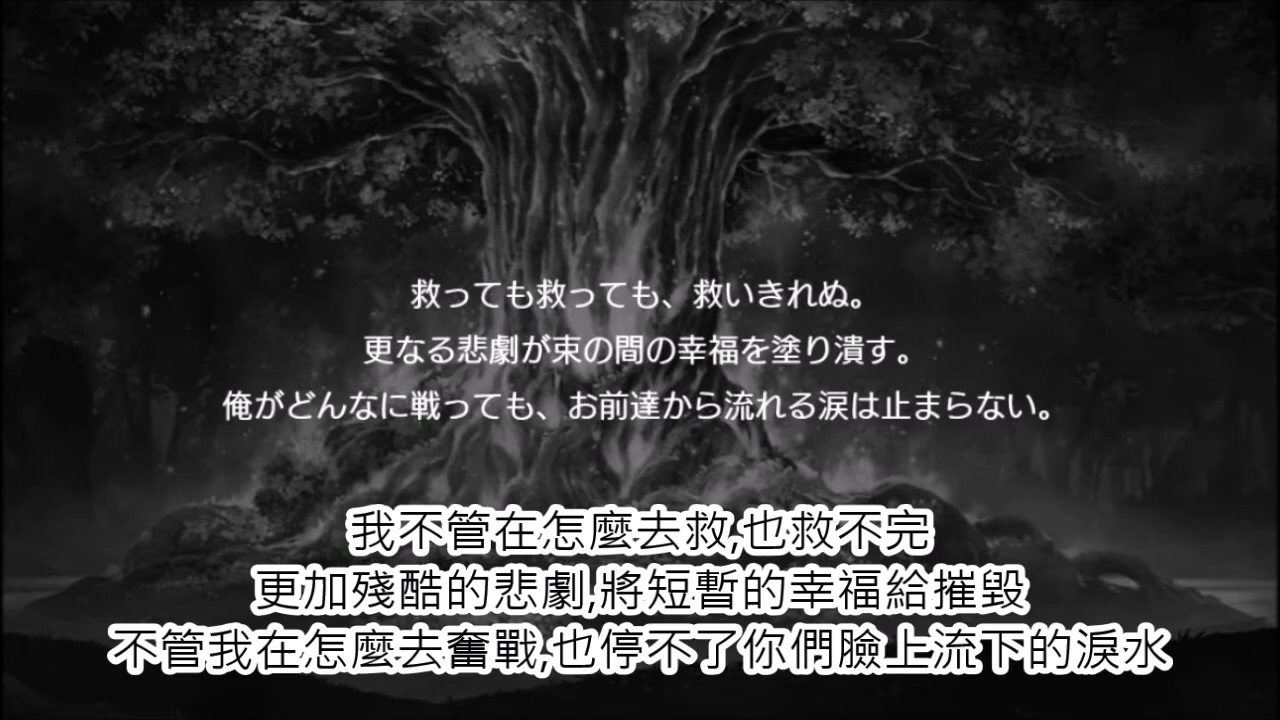 救っても救っても、救いきれぬ。
更なる悲劇が束の間の幸福を塗り潰す。
俺がどんなに戦っても、お前達から流れる涙は止まらない。
我不管在怎麼去救,也救不完
更加殘酷的悲劇,將短暫的幸福給摧毀
不管我在怎麼去奮戰,也停不了你們臉上流下的淚水